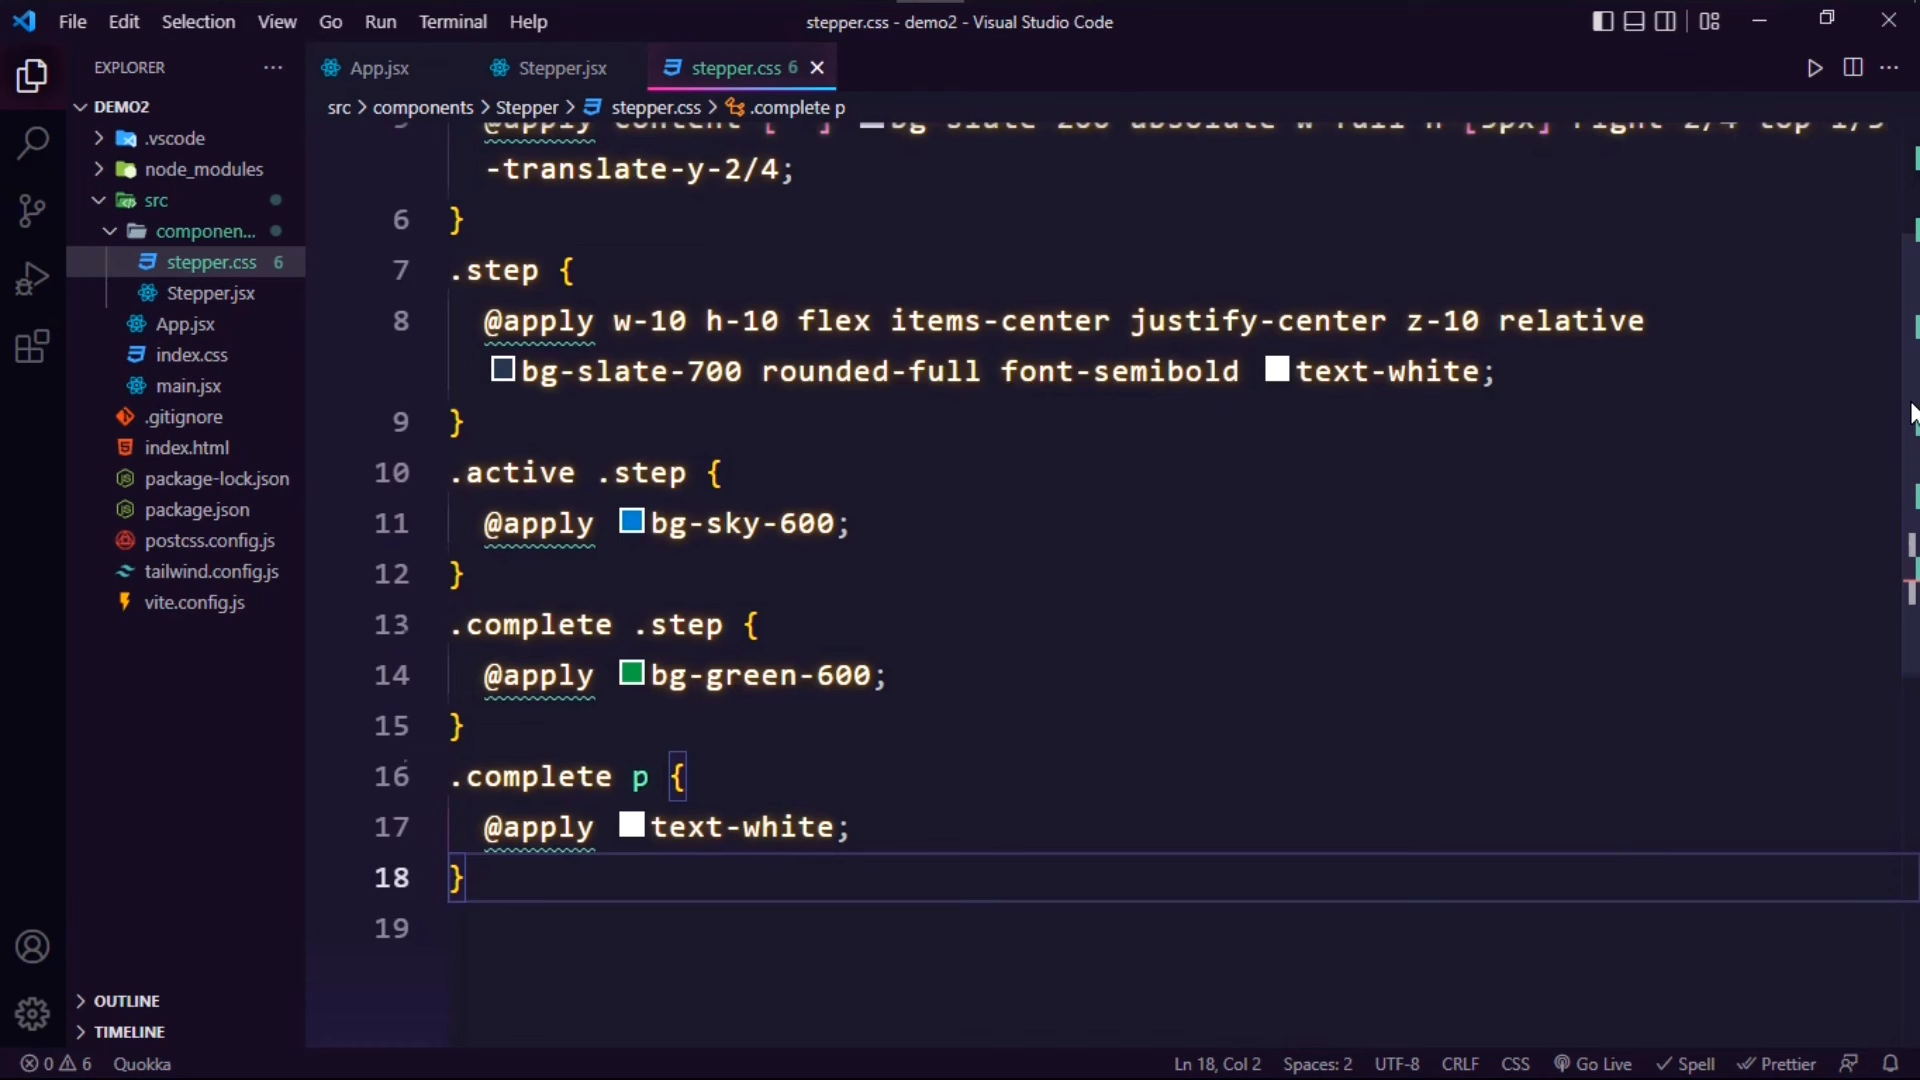 File Edit Selection View Go Run Terminal Help
stepper.css - demo2 - Visual Studio Code
EXPLORER
DEMO2
.vscode
node_modules
src
componen...
stepper.css 6
Stepper.jsx
App.jsx
index.css
main.jsx
.gitignore
index.html
package-lock.json
package.json
postcss.config.js
tailwind.config.js
vite.config.js
OUTLINE
TIMELINE
App.jsx Stepper.jsx stepper.css 6
src > components > Stepper > stepper.css > .complete p
-translate-y-2/4;
6 }
7 .step {
8 @apply w-10 h-10 flex items-center justify-center z-10 relative
bg-slate-700 rounded-full font-semibold text-white;
9 }
10 .active .step {
11 @apply bg-sky-600;
12 }
13 .complete .step {
14 @apply bg-green-600;
15 }
16 .complete p {
17 @apply text-white;
18 }
19
0 6 Quokka
Ln 18, Col 2 Spaces: 2 UTF-8 CRLF CSS Go Live Spell Prettier